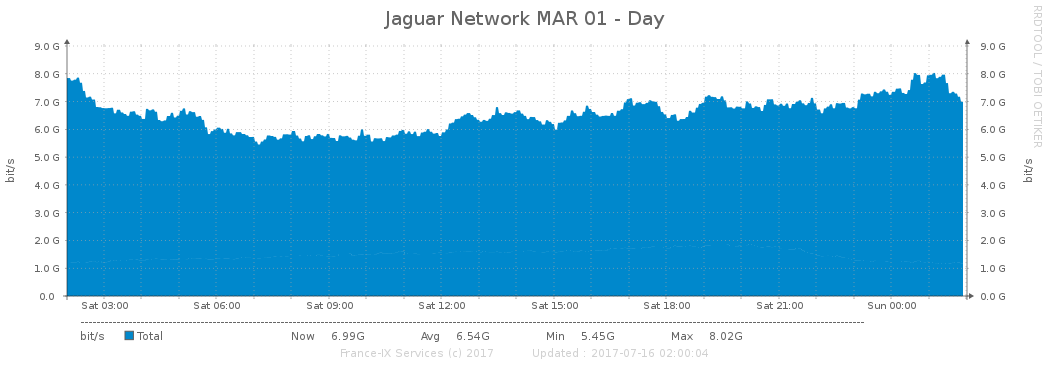 Jaguar Network MAR 01 - Day
RRDTOOL / TOBI OETIKER
bit/s
9.0 G 9.0 G
8.0 G 8.0 G
7.0 G 7.0 G
6.0 G 6.0 G
5.0 G 5.0 G
4.0 G 4.0 G
3.0 G 3.0 G
2.0 G 2.0 G
1.0 G 1.0 G
0.0 0.0 G
bit/s
Sat 03:00 Sat 06:00 Sat 09:00 Sat 12:00 Sat 15:00 Sat 18:00 Sat 21:00 Sun 00:00
bit/s Total Now 6.99G Avg 6.54G Min 5.45G Max 8.02G
France-IX Services (c) 2017 Updated : 2017-07-16 02:00:04